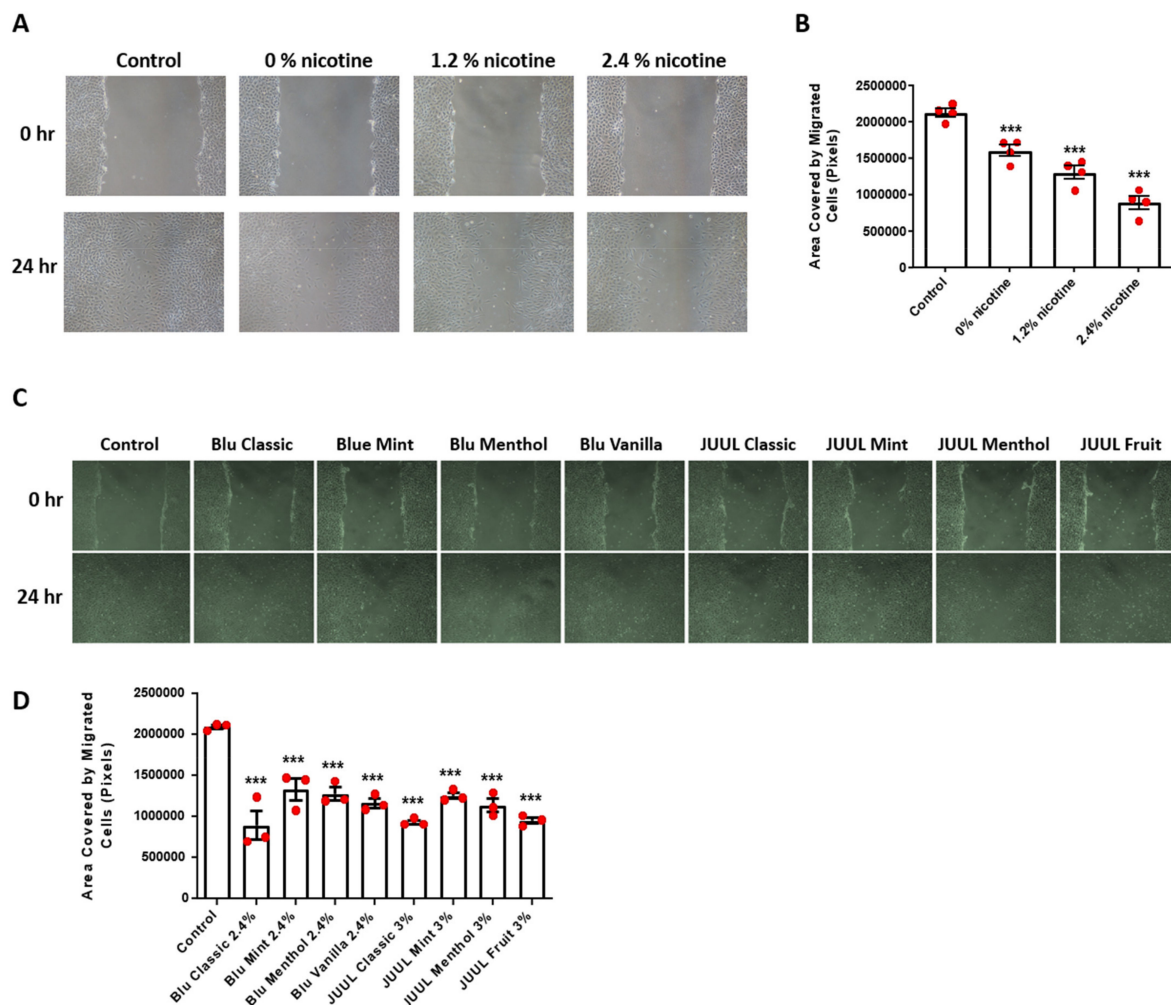 A
Control
0 % nicotine
1.2 % nicotine
2.4 % nicotine
0 hr
24 hr
B
Area Covered by Migrated
Cells (Pixels)
2500000
2000000
1500000
1000000
500000
0
***
***
***
Control
0% nicotine
1.2% nicotine
2.4% nicotine
C
Control
Blu Classic
Blue Mint
Blu Menthol
Blu Vanilla
JUUL Classic
JUUL Mint
JUUL Menthol
JUUL Fruit
0 hr
24 hr
D
Area Covered by Migrated
Cells (Pixels)
2500000
2000000
1500000
1000000
500000
0
***
***
***
***
***
***
***
***
Control
Blu Classic 2.4%
Blu Mint 2.4%
Blu Menthol 2.4%
Blu Vanilla 2.4%
JUUL Classic 3%
JUUL Mint 3%
JUUL Menthol 3%
JUUL Fruit 3%